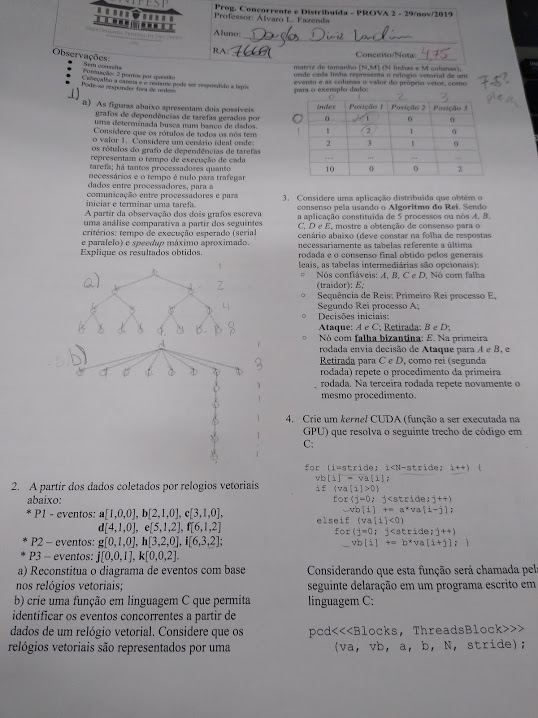 UNIFESP
Prog. Concorrente e Distribuída - PROVA 2 - 29/nov/2019
Professor: Álvaro L. Fazenda
Aluno:
RA: 76681
Conceito/Nota: 4.75
Observações:
Sem consulta
Pontuação: 2 pontos por questão
Cabeçalho a caneta e o restante pode ser respondido a lápis
Pode-se responder fora de ordem
1)
a) As figuras abaixo apresentam dois possíveis
grafos de dependências de tarefas gerados por
uma determinada busca num banco de dados.
Considere que os rótulos de todos os nós tem
o valor 1. Considere um cenário ideal onde:
os rótulos do grafo de dependências de tarefas
representam o tempo de execução de cada
tarefa; há tantos processadores quanto
necessários e o tempo é nulo para trafegar
dados entre processadores, para a
comunicação entre processadores e para
iniciar e terminar uma tarefa.
A partir da observação dos dois grafos escreva
uma análise comparativa a partir dos seguintes
critérios: tempo de execução esperado (serial
e paralelo) e speedup máximo aproximado.
Explique os resultados obtidos.
a)
1
2
4
8
b)
1
3
1
1
1
1
2. A partir dos dados coletados por relogios vetoriais
abaixo:
* P1 - eventos: a[1,0,0], b[2,1,0], c[3,1,0],
d[4,1,0], e[5,1,2], f[6,1,2]
* P2 – eventos: g[0,1,0], h[3,2,0], i[6,3,2];
* P3 – eventos: j[0,0,1], k[0,0,2].
a) Reconstitua o diagrama de eventos com base
nos relógios vetoriais;
b) crie uma função em linguagem C que permita
identificar os eventos concorrentes a partir de
dados de um relógio vetorial. Considere que os
relógios vetoriais são representados por uma
matriz de tamanho [N,M] (N linhas e M colunas),
onde cada linha representa o relógio vetorial de um
evento e as colunas o valor do próprio vetor, como
para o exemplo dado:
0 1 2 3
Index Posição 1 Posição 2 Posição 3
0 0 1 0 0
1 1 2 1 0
2 3 1 0
... ... ... ...
10 0 0 2
3. Considere uma aplicação distribuída que obtém o
consenso pela usando o Algoritmo do Rei. Sendo
a aplicação constituída de 5 processos ou nós A, B,
C, D e E, mostre a obtenção de consenso para o
cenário abaixo (deve constar na folha de respostas
necessariamente as tabelas referente a última
rodada e o consenso final obtido pelos generais
leais, as tabelas intermediárias são opcionais):
Nós confiáveis: A, B, C e D, Nó com falha
(traidor): E;
Sequência de Reis: Primeiro Rei processo E,
Segundo Rei processo A;
Decisões iniciais:
Ataque: A e C; Retirada: B e D;
Nó com falha bizantina: E. Na primeira
rodada envia decisão de Ataque para A e B, e
Retirada para C e D, como rei (segunda
rodada) repete o procedimento da primeira
rodada. Na terceira rodada repete novamente o
mesmo procedimento.
4. Crie um kernel CUDA (função a ser executada na
GPU) que resolva o seguinte trecho de código em
C:
for (i=stride; i<N-stride; i++) {
vb[i] = va[i];
if (va[i]>0)
for(j=0; j<stride;j++)
vb[i] += a*va[i-j];
elseif (va[i]<0)
for(j=0; j<stride;j++)
vb[i] += b*va[i+j]; }
Considerando que esta função será chamada pel
seguinte delaração em um programa escrito em
linguagem C:
pcd<<<Blocks, ThreadsBlock>>>
(va, vb, a, b, N, stride);